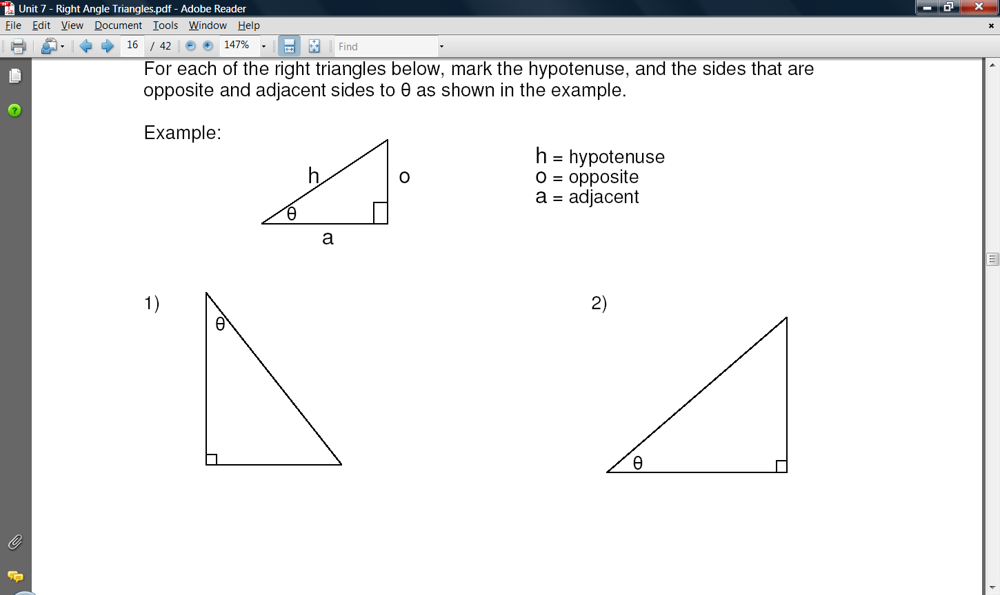 Unit 7 - Right Angle Triangles.pdf - Adobe Reader
File Edit View Document Tools Window Help
16 / 42 147% Find
For each of the right triangles below, mark the hypotenuse, and the sides that are
opposite and adjacent sides to θ as shown in the example.
Example:
h = hypotenuse
h o
o = opposite
a = adjacent
θ
a
1)
2)
θ
θ